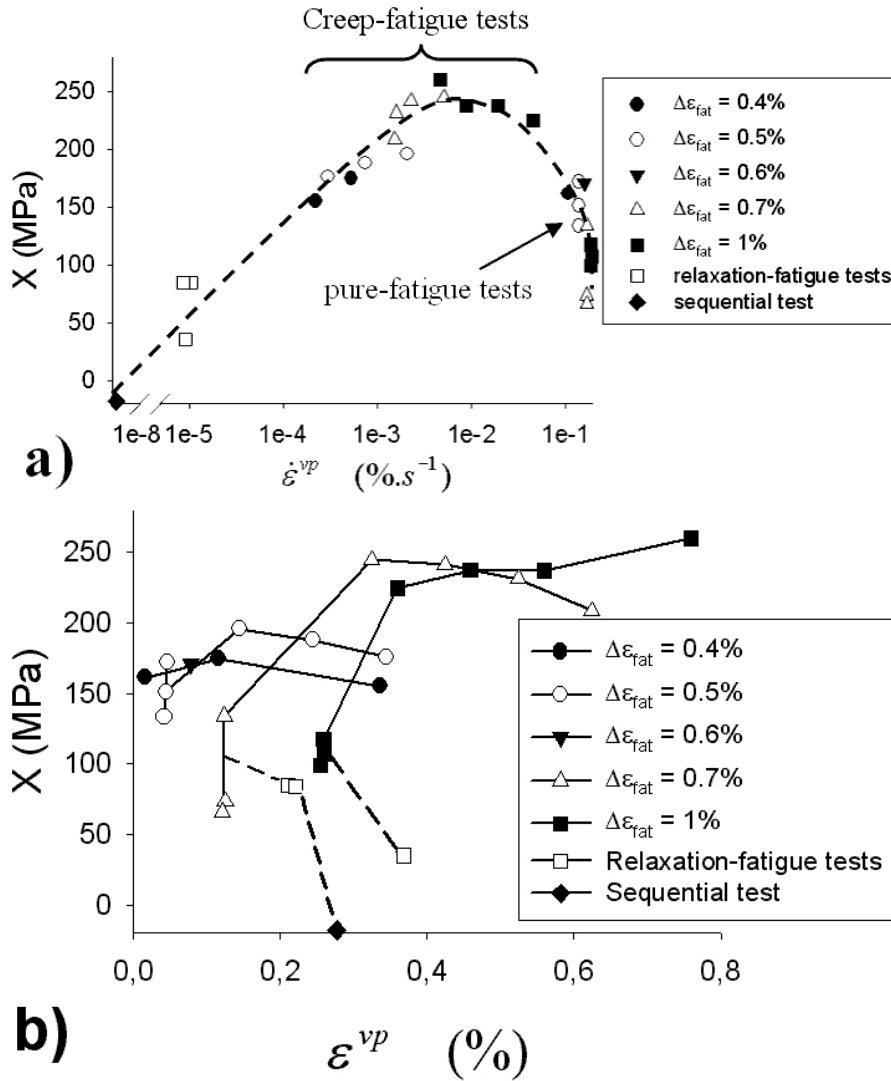 Creep-fatigue tests
250
200
150
100
50
0
X (MPa)
pure-fatigue tests
Δε_fat = 0.4%
Δε_fat = 0.5%
Δε_fat = 0.6%
Δε_fat = 0.7%
Δε_fat = 1%
relaxation-fatigue tests
sequential test
1e-8 1e-5 1e-4 1e-3 1e-2 1e-1
a)
ε̇^vp (%.s⁻¹)
250
200
150
100
50
0
X (MPa)
Δε_fat = 0.4%
Δε_fat = 0.5%
Δε_fat = 0.6%
Δε_fat = 0.7%
Δε_fat = 1%
Relaxation-fatigue tests
Sequential test
0,0 0,2 0,4 0,6 0,8
b)
ε^vp (%)